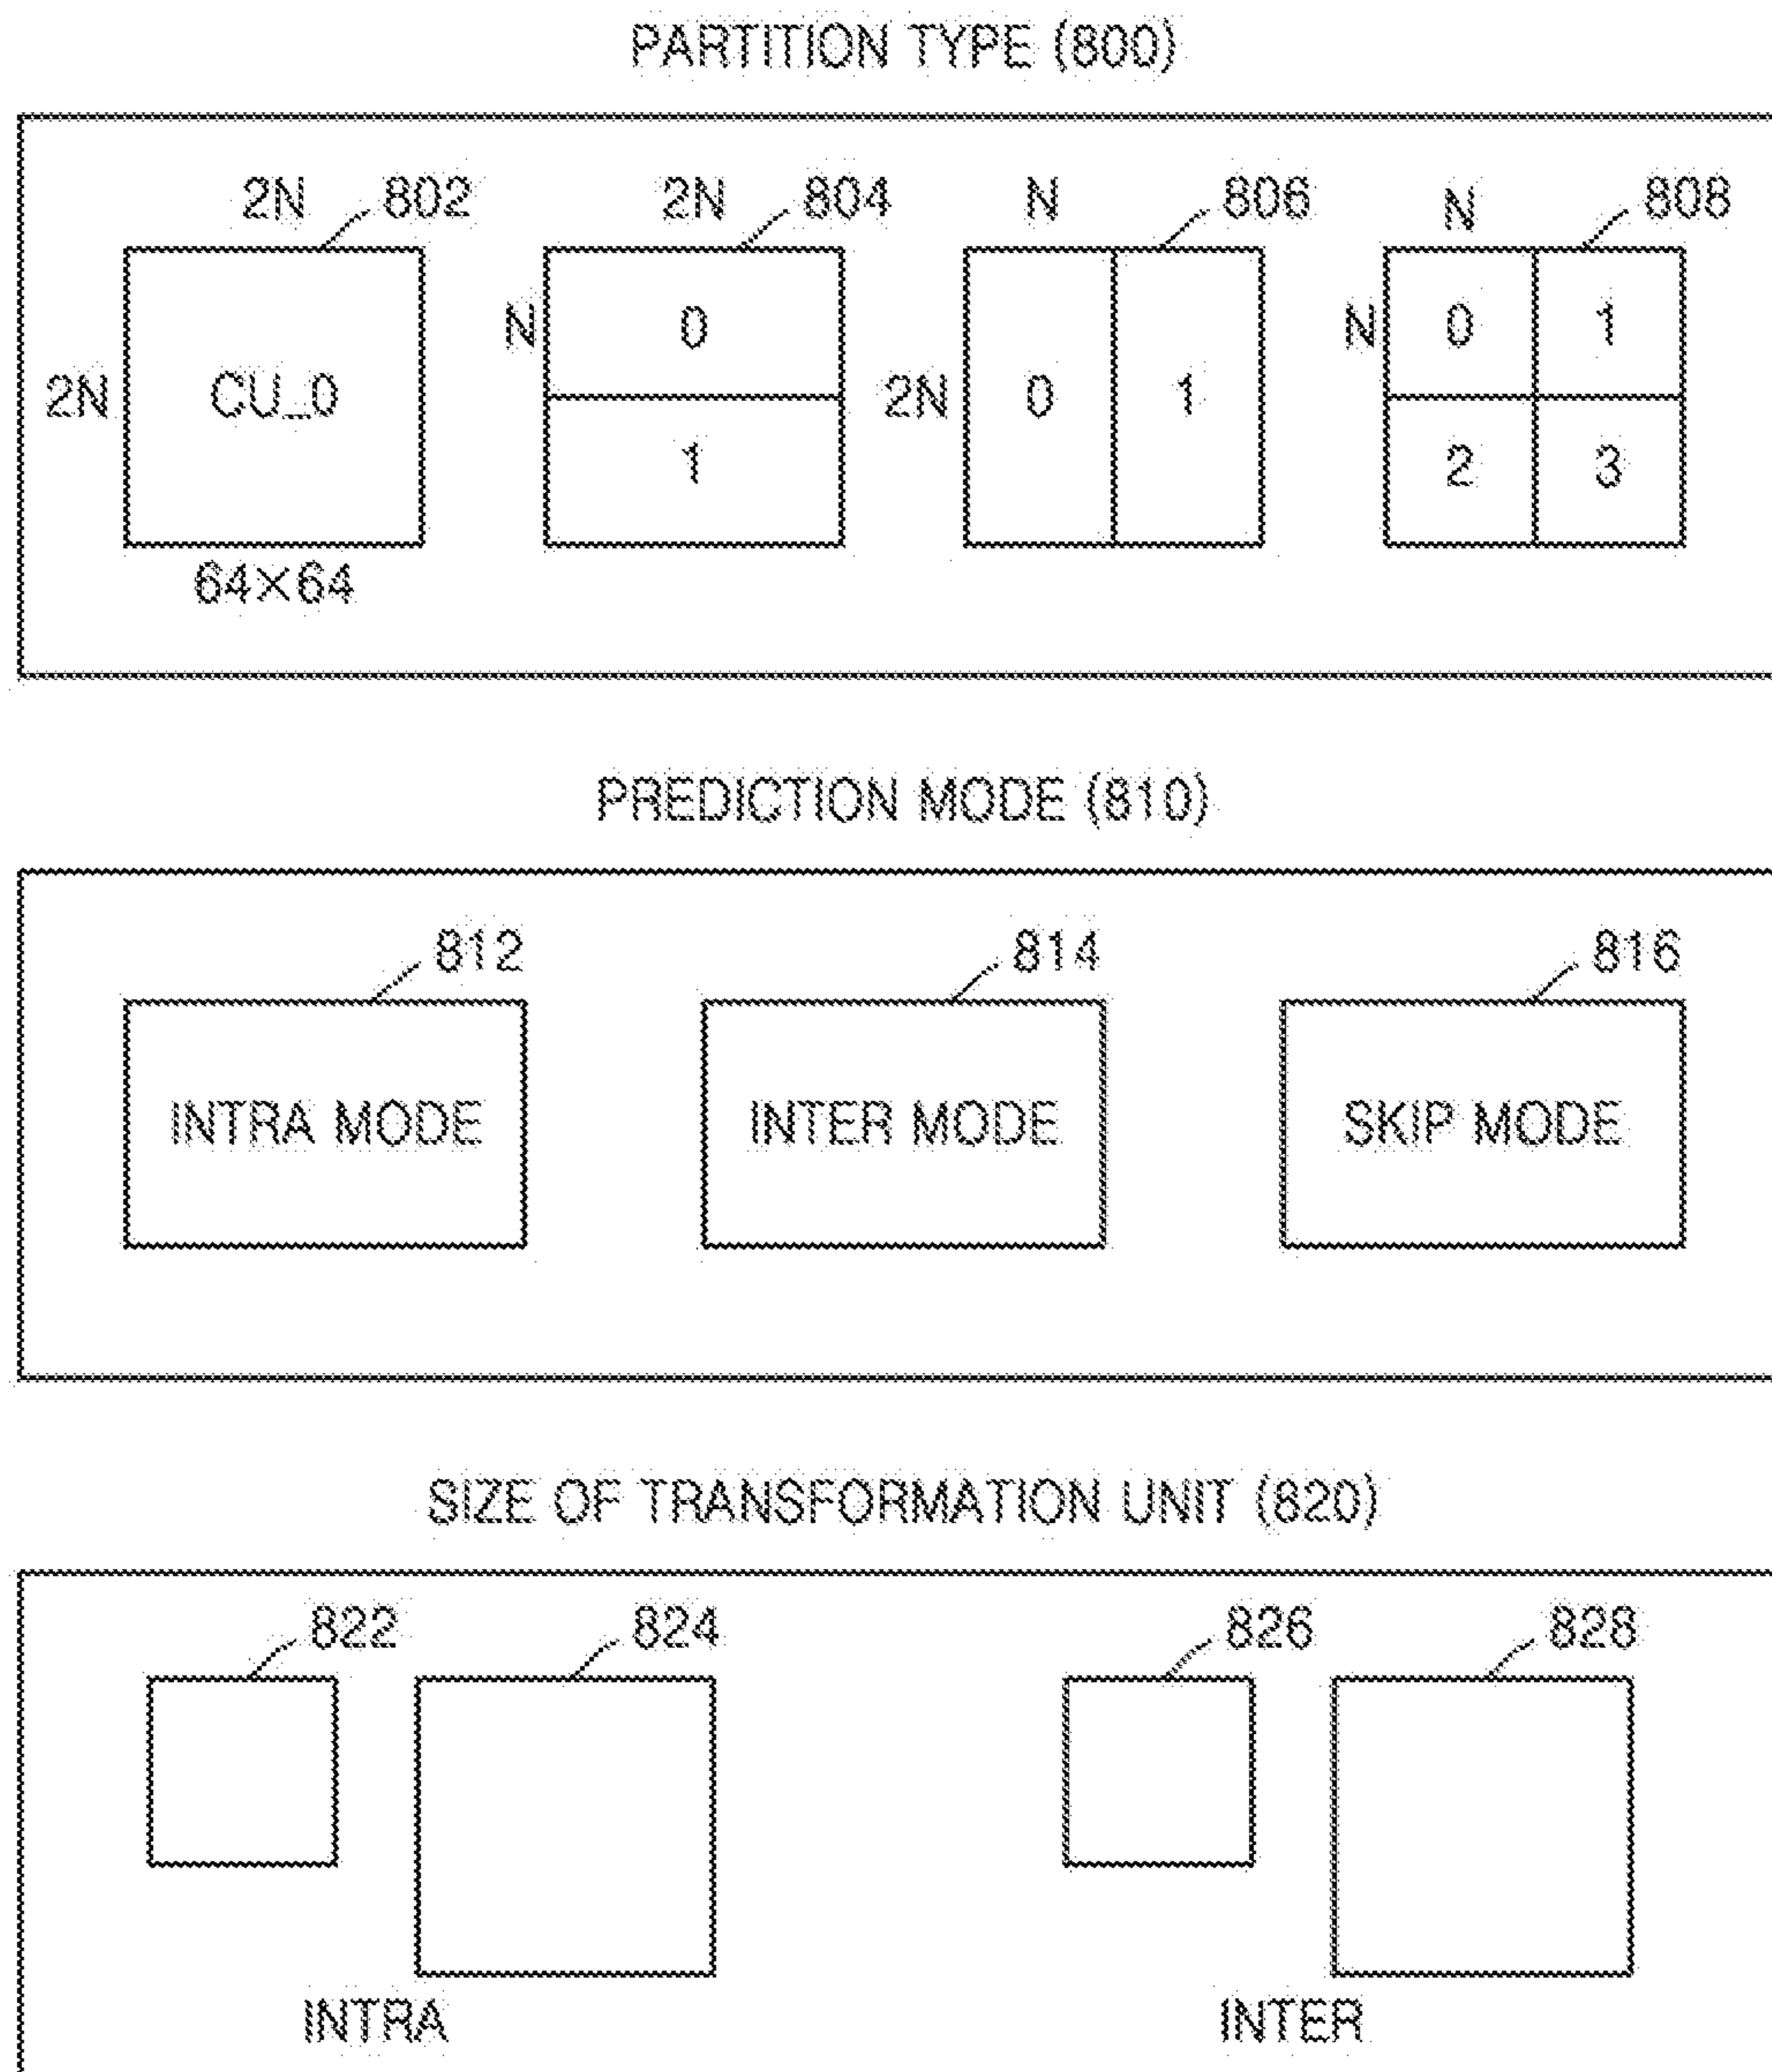 PARTITION TYPE (800)
2N 802 2N 804 N 806 N 808
N 0 N 0 1
2N CU_0 2N 0 1
1 2 3
64×64
PREDICTION MODE (810)
812 814 816
INTRA MODE INTER MODE SKIP MODE
SIZE OF TRANSFORMATION UNIT (820)
822 824 826 828
INTRA INTER